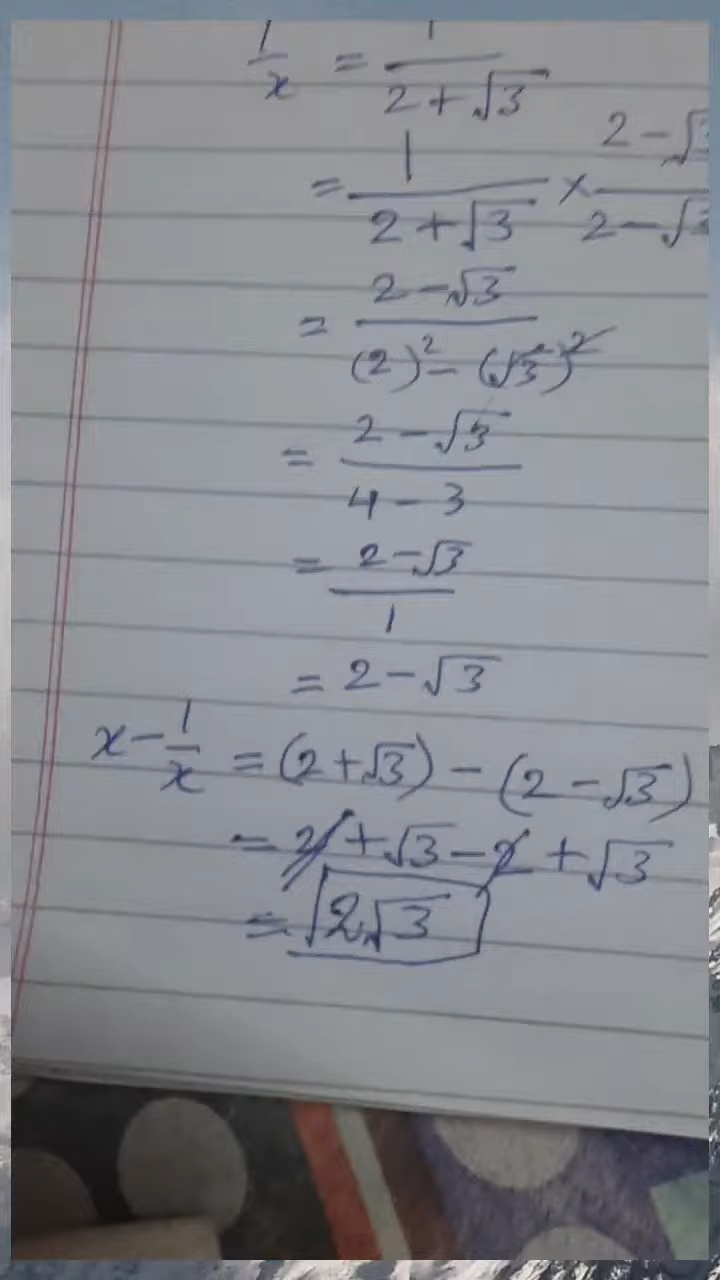 1/x = 1/(2 + √3)
= 1/(2 + √3) × (2 - √3)/(2 - √3)
= (2 - √3)/((2)² - (√3)²)
= (2 - √3)/(4 - 3)
= (2 - √3)/1
= 2 - √3
x - 1/x = (2 + √3) - (2 - √3)
= 2 + √3 - 2 + √3
= 2√3